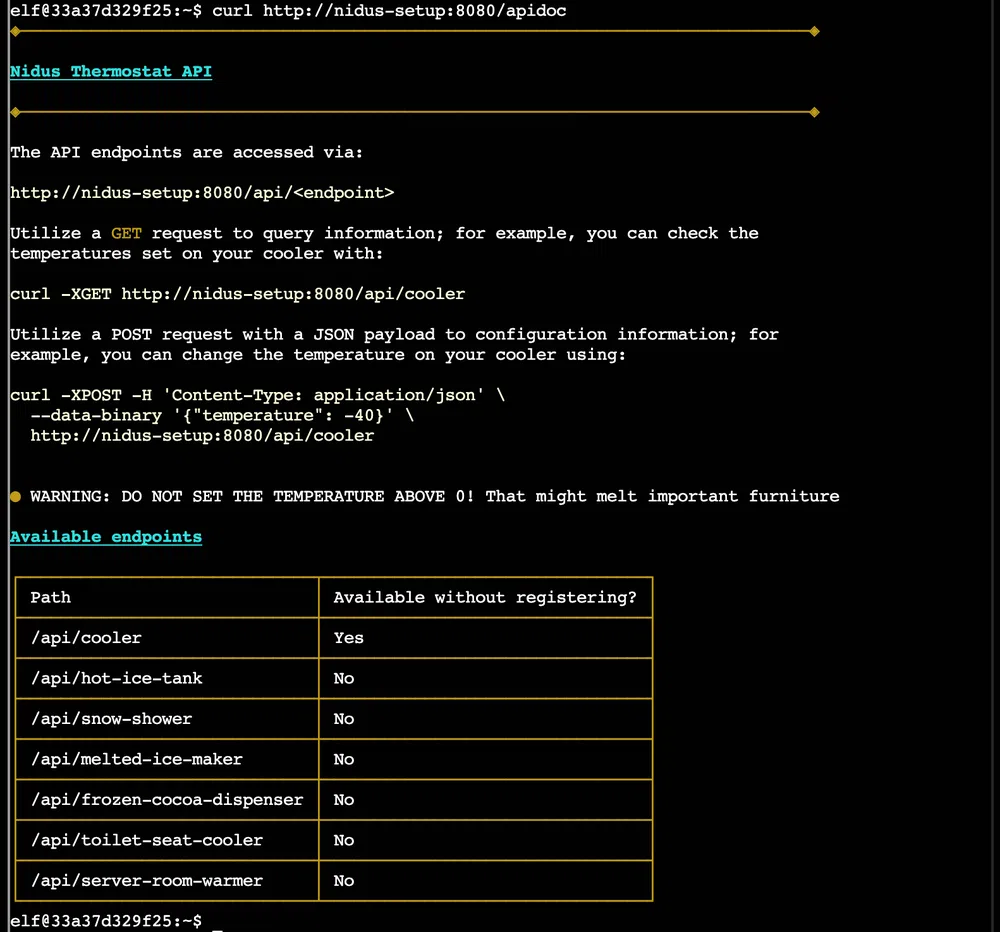 elf@33a37d329f25:~$ curl http://nidus-setup:8080/apidoc
Nidus Thermostat API
The API endpoints are accessed via:
http://nidus-setup:8080/api/<endpoint>
Utilize a GET request to query information; for example, you can check the
temperatures set on your cooler with:
curl -XGET http://nidus-setup:8080/api/cooler
Utilize a POST request with a JSON payload to configuration information; for
example, you can change the temperature on your cooler using:
curl -XPOST -H 'Content-Type: application/json' \
  --data-binary '{"temperature": -40}' \
  http://nidus-setup:8080/api/cooler
● WARNING: DO NOT SET THE TEMPERATURE ABOVE 0! That might melt important furniture
Available endpoints
Path Available without registering?
/api/cooler Yes
/api/hot-ice-tank No
/api/snow-shower No
/api/melted-ice-maker No
/api/frozen-cocoa-dispenser No
/api/toilet-seat-cooler No
/api/server-room-warmer No
elf@33a37d329f25:~$